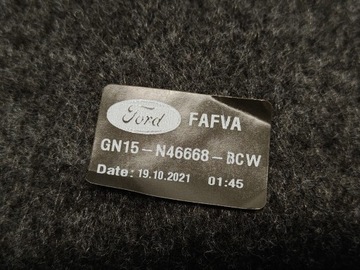 Ford FAFVA
GN15-N46668-BCW
Date: 19.10.2021 01:45